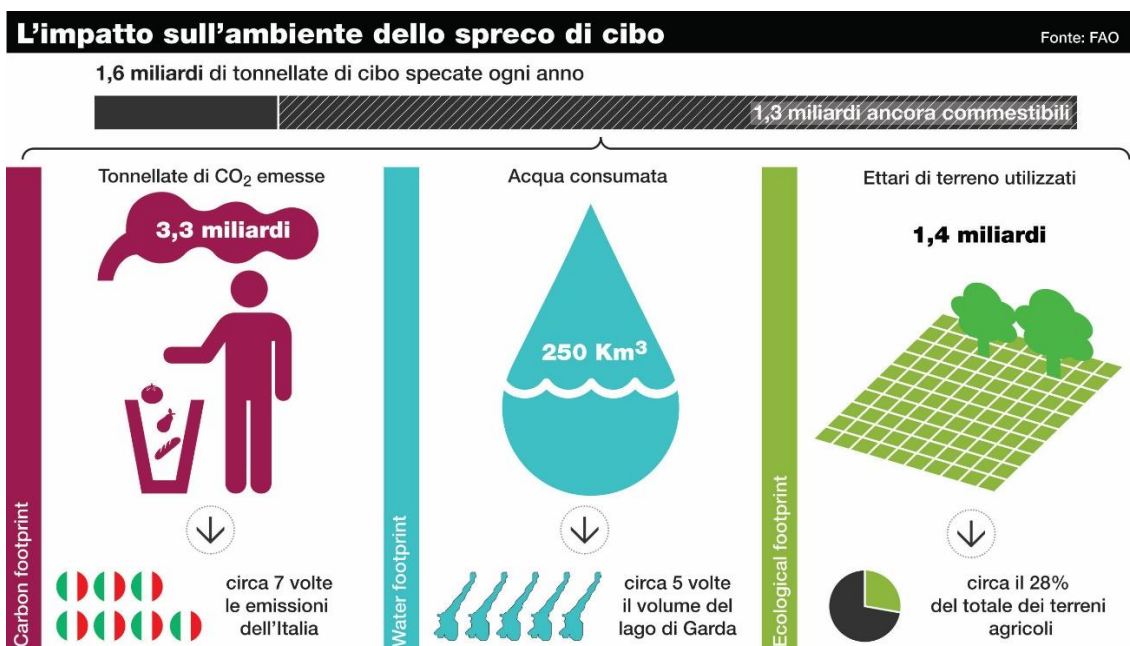 L'impatto sull'ambiente dello spreco di cibo
Fonte: FAO
1,6 miliardi di tonnellate di cibo specate ogni anno
1,3 miliardi ancora commestibili
Carbon footprint
Tonnellate di CO₂ emesse
3,3 miliardi
circa 7 volte
le emissioni
dell'Italia
Water footprint
Acqua consumata
250 Km³
circa 5 volte
il volume del
lago di Garda
Ecological footprint
Ettari di terreno utilizzati
1,4 miliardi
circa il 28%
del totale dei terreni
agricoli